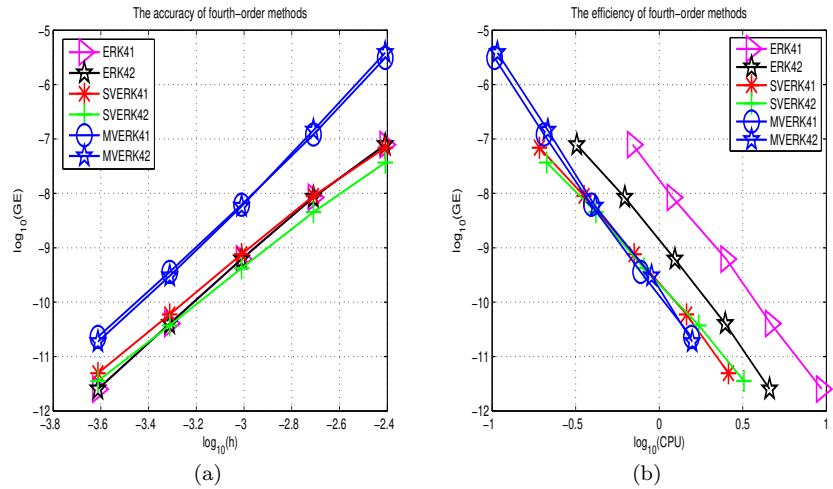 The accuracy of fourth−order methods
−5
−6
−7
−8
−9
−10
−11
−12
log10(GE)
ERK41
ERK42
SVERK41
SVERK42
MVERK41
MVERK42
−3.8 −3.6 −3.4 −3.2 −3 −2.8 −2.6 −2.4
log10(h)
(a)
The efficiency of fourth−order methods
−5
−6
−7
−8
−9
−10
−11
−12
log10(GE)
ERK41
ERK42
SVERK41
SVERK42
MVERK41
MVERK42
−1 −0.5 0 0.5 1
log10(CPU)
(b)